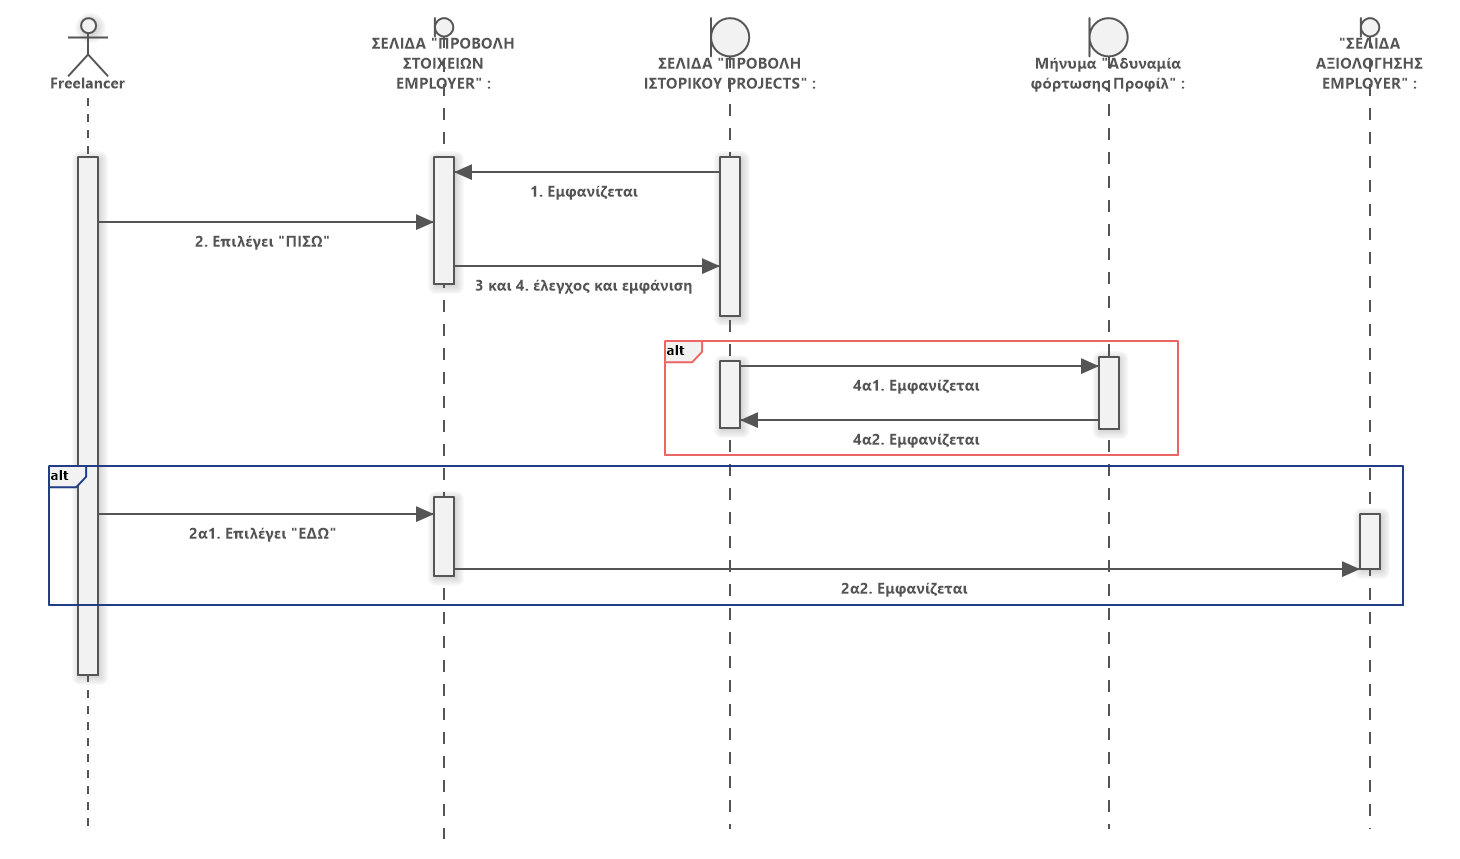 Freelancer
ΣΕΛΙΔΑ "ΠΡΟΒΟΛΗ
ΣΤΟΙΧΕΙΩΝ
EMPLOYER" :
ΣΕΛΙΔΑ "ΠΡΟΒΟΛΗ
ΙΣΤΟΡΙΚΟΥ PROJECTS" :
Μήνυμα "Αδυναμία
φόρτωσης Προφίλ" :
"ΣΕΛΙΔΑ
ΑΞΙΟΛΟΓΗΣΗΣ
EMPLOYER" :
1. Εμφανίζεται
2. Επιλέγει "ΠΙΣΩ"
3 και 4. έλεγχος και εμφάνιση
alt
4α1. Εμφανίζεται
4α2. Εμφανίζεται
alt
2α1. Επιλέγει "ΕΔΩ"
2α2. Εμφανίζεται